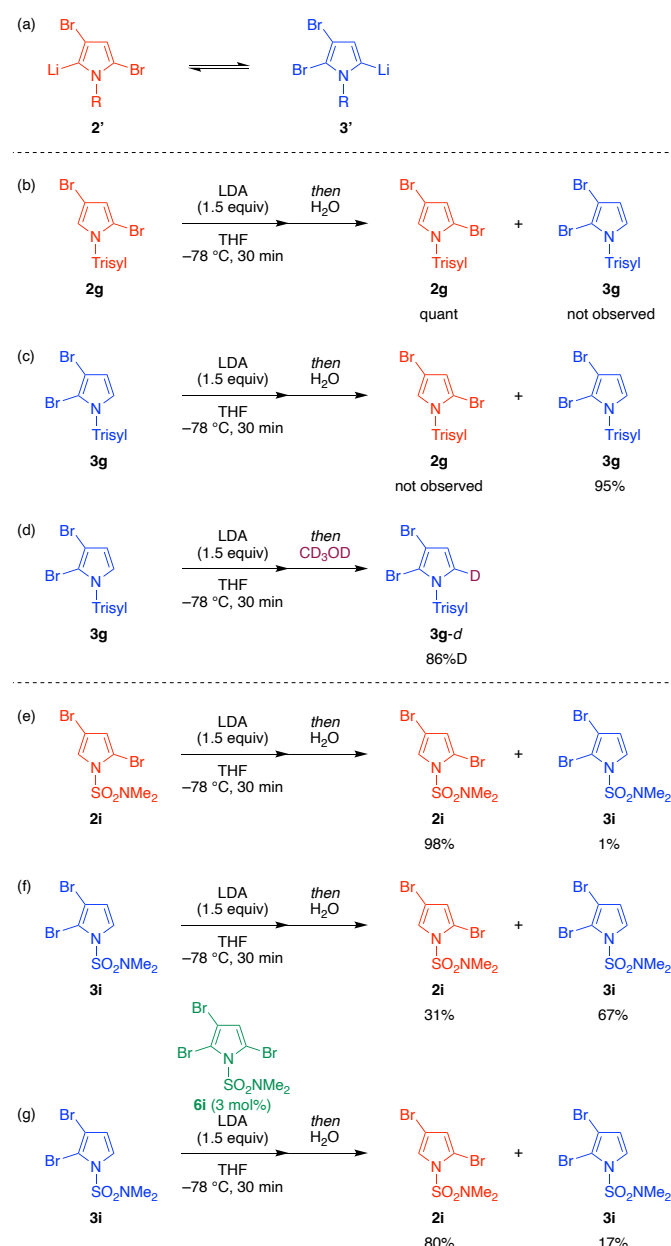 (a)
Br
Li
N
Br
R
2’
Br
Br
N
Li
R
3’
(b)
Br
N
Br
Trisyl
2g
LDA
(1.5 equiv)
THF
–78 °C, 30 min
then
H2O
Br
N
Br
Trisyl
2g
quant
+
Br
Br
N
Trisyl
3g
not observed
(c)
Br
Br
N
Trisyl
3g
LDA
(1.5 equiv)
THF
–78 °C, 30 min
then
H2O
Br
N
Br
Trisyl
2g
not observed
+
Br
Br
N
Trisyl
3g
95%
(d)
Br
Br
N
Trisyl
3g
LDA
(1.5 equiv)
THF
–78 °C, 30 min
then
CD3OD
Br
Br
N
D
Trisyl
3g-d
86%D
(e)
Br
N
Br
SO2NMe2
2i
LDA
(1.5 equiv)
THF
–78 °C, 30 min
then
H2O
Br
N
Br
SO2NMe2
2i
98%
+
Br
Br
N
SO2NMe2
3i
1%
(f)
Br
Br
N
SO2NMe2
3i
LDA
(1.5 equiv)
THF
–78 °C, 30 min
then
H2O
Br
N
Br
SO2NMe2
2i
31%
+
Br
Br
N
SO2NMe2
3i
67%
Br
Br
N
Br
SO2NMe2
6i (3 mol%)
(g)
Br
Br
N
SO2NMe2
3i
LDA
(1.5 equiv)
THF
–78 °C, 30 min
then
H2O
Br
N
Br
SO2NMe2
2i
80%
+
Br
Br
N
SO2NMe2
3i
17%